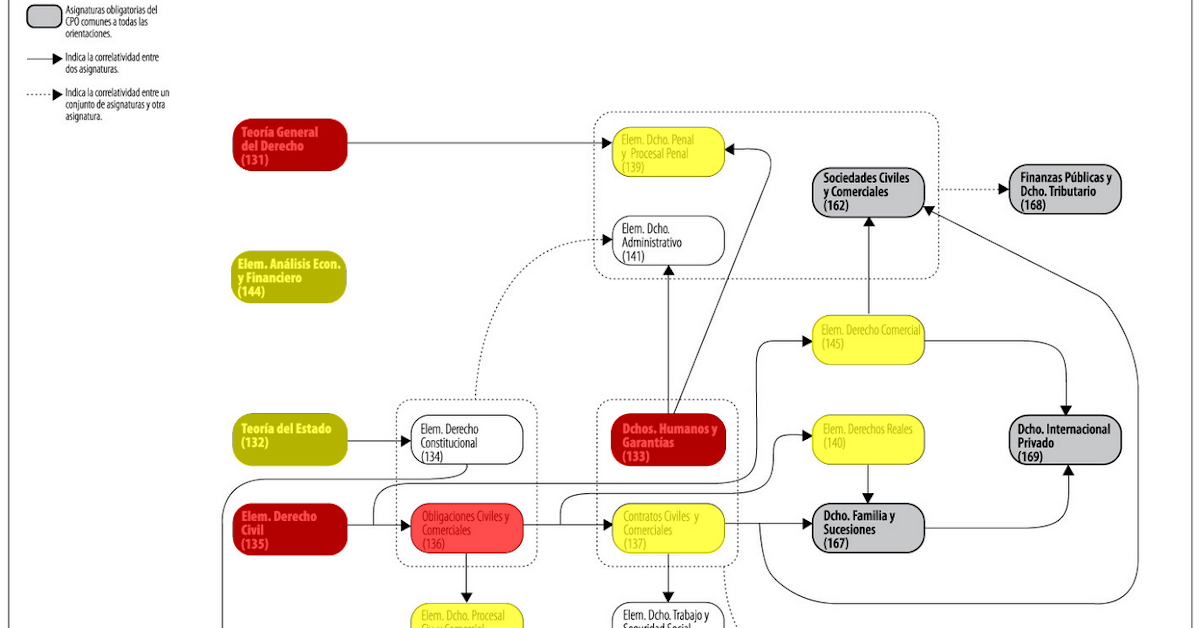 Asignaturas obligatorias del
CPO comunes a todas las
orientaciones.
Indica la correlatividad entre
dos asignaturas.
Indica la correlatividad entre un
conjunto de asignaturas y otra
asignatura.
Teoría General
del Derecho
(131)
Elem. Dcho. Penal
y Procesal Penal
(139)
Sociedades Civiles
y Comerciales
(162)
Finanzas Públicas y
Dcho. Tributario
(168)
Elem. Dcho.
Administrativo
(141)
Elem. Análisis Econ.
y Financiero
(144)
Elem. Derecho Comercial
(145)
Teoría del Estado
(132)
Elem. Derecho
Constitucional
(134)
Dchos. Humanos y
Garantías
(133)
Elem. Derechos Reales
(140)
Dcho. Internacional
Privado
(169)
Elem. Derecho
Civil
(135)
Obligaciones Civiles y
Comerciales
(136)
Contratos Civiles y
Comerciales
(137)
Dcho. Familia y
Sucesiones
(167)
Elem. Dcho. Procesal
Civ y Comercial
Elem. Dcho. Trabajo y
Seguridad Social